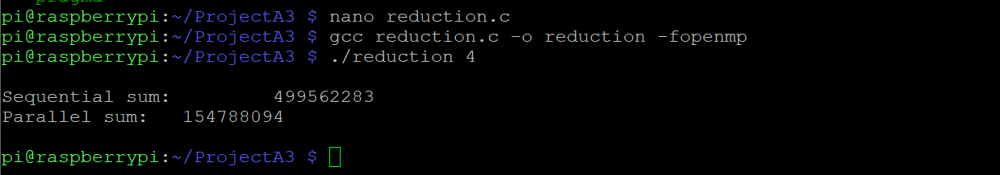 pragma
pi@raspberrypi:~/ProjectA3 $ nano reduction.c
pi@raspberrypi:~/ProjectA3 $ gcc reduction.c -o reduction -fopenmp
pi@raspberrypi:~/ProjectA3 $ ./reduction 4
Sequential sum:          499562283
Parallel sum:   154788094
pi@raspberrypi:~/ProjectA3 $